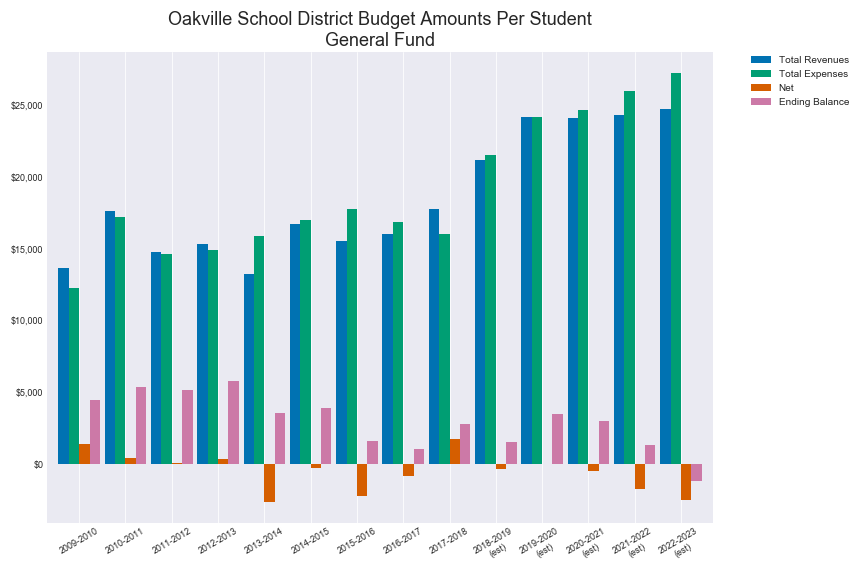 Oakville School District Budget Amounts Per Student
General Fund
Total Revenues
Total Expenses
Net
Ending Balance
$25,000
$20,000
$15,000
$10,000
$5,000
$0
2009-2010
2010-2011
2011-2012
2012-2013
2013-2014
2014-2015
2015-2016
2016-2017
2017-2018
2018-2019
(est)
2019-2020
(est)
2020-2021
(est)
2021-2022
(est)
2022-2023
(est)